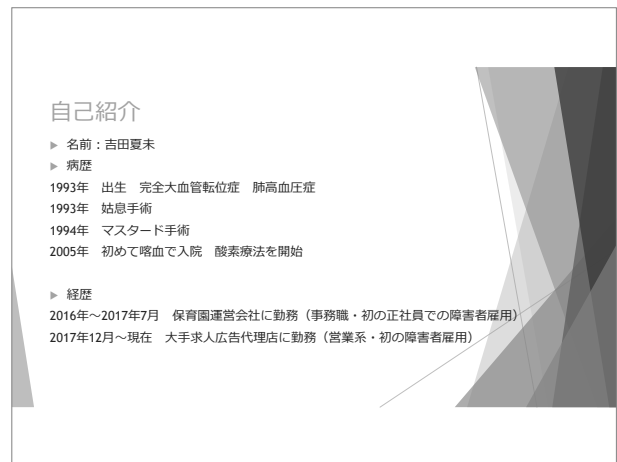 自己紹介
▶ 名前：吉田夏未
▶ 病歴
1993年　出生　完全大血管転位症　肺高血圧症
1993年　姑息手術
1994年　マスタード手術
2005年　初めて喀血で入院　酸素療法を開始
▶ 経歴
2016年～2017年7月　保育園運営会社に勤務（事務職・初の正社員での障害者雇用）
2017年12月～現在　大手求人広告代理店に勤務（営業系・初の障害者雇用）